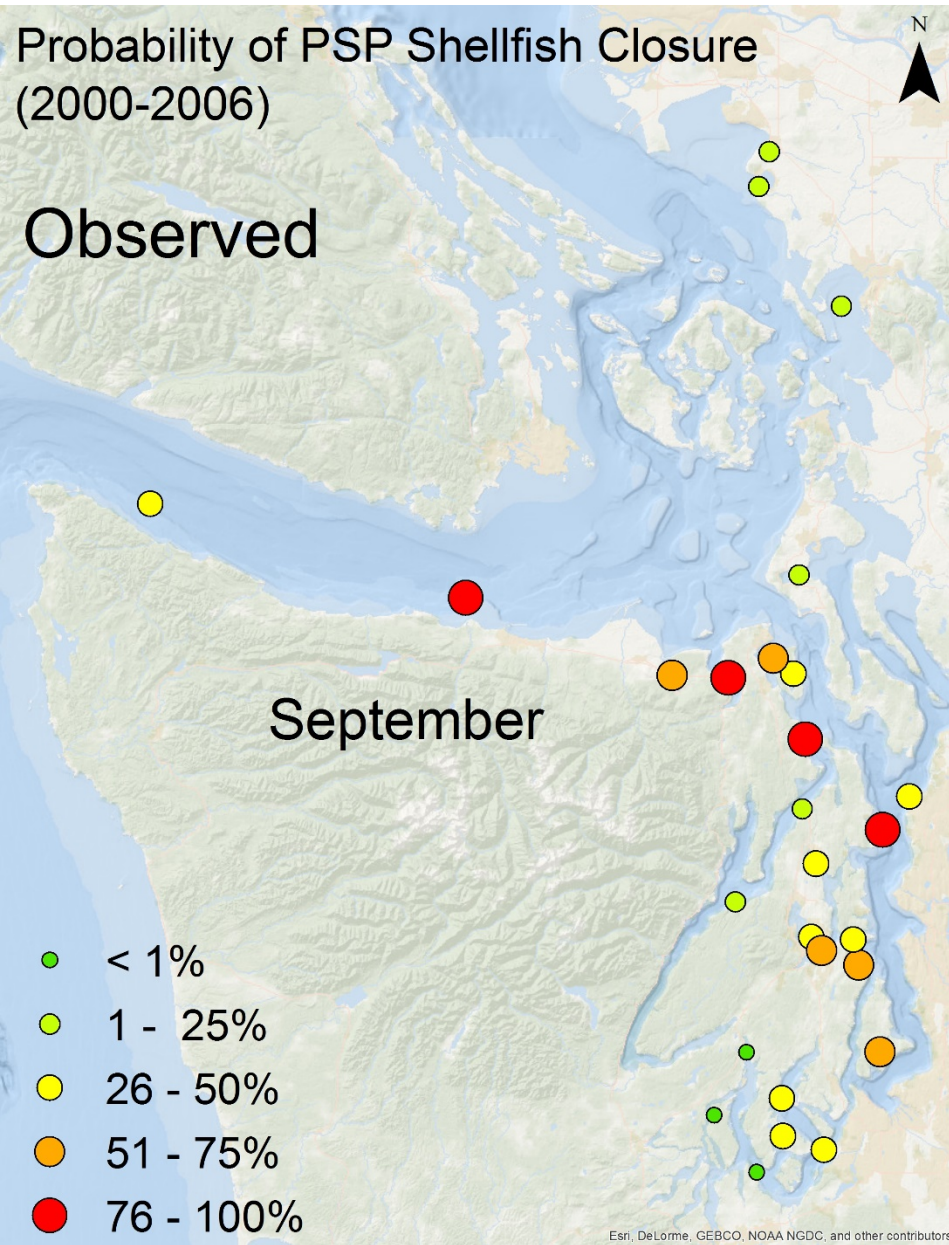 Probability of PSP Shellfish Closure
(2000-2006)
N
Observed
September
< 1%
1 - 25%
26 - 50%
51 - 75%
76 - 100%
Esri, DeLorme, GEBCO, NOAA NGDC, and other contributors